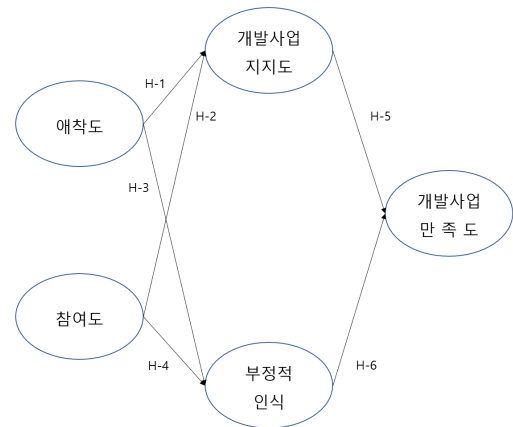 개발사업
지지도
H-1
H-2
애착도
H-5
H-3
개발사업
만 족 도
참여도
H-4
부정적
인식
H-6